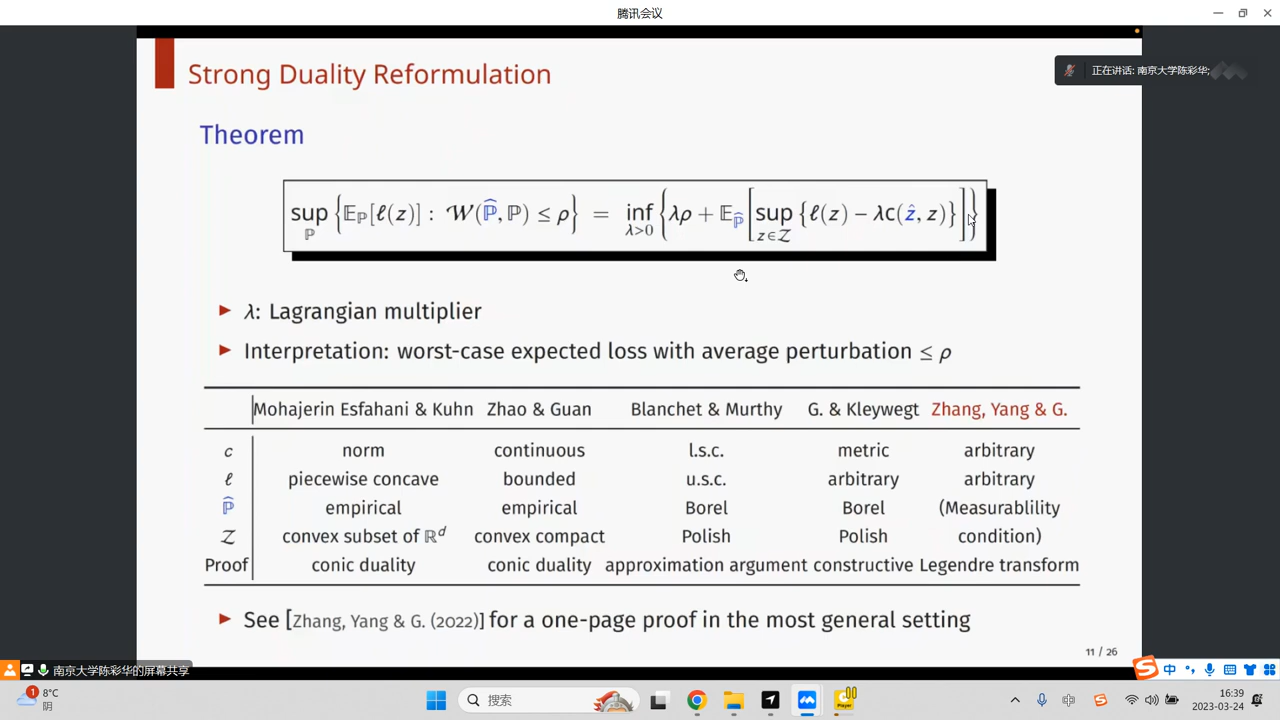 腾讯会议
正在讲话: 南京大学陈彩华;
Strong Duality Reformulation
Theorem
sup_ℙ {𝔼_ℙ[ℓ(z)] : 𝒲(ℙ̂, ℙ) ≤ ρ} = inf_{λ>0} {λρ + 𝔼_ℙ̂ [sup_{z∈𝒵} {ℓ(z) − λc(ẑ, z)}]}
▶ λ: Lagrangian multiplier
▶ Interpretation: worst-case expected loss with average perturbation ≤ ρ
Mohajerin Esfahani & Kuhn Zhao & Guan Blanchet & Murthy G. & Kleywegt Zhang, Yang & G.
c norm continuous l.s.c. metric arbitrary
ℓ piecewise concave bounded u.s.c. arbitrary arbitrary
ℙ̂ empirical empirical Borel Borel (Measurablility
𝒵 convex subset of ℝ^d convex compact Polish Polish condition)
Proof conic duality conic duality approximation argument constructive Legendre transform
▶ See [Zhang, Yang & G. (2022)] for a one-page proof in the most general setting
11 / 26
南京大学陈彩华的屏幕共享
中
1
8°C
阴
搜索
Player
中
16:39
2023-03-24